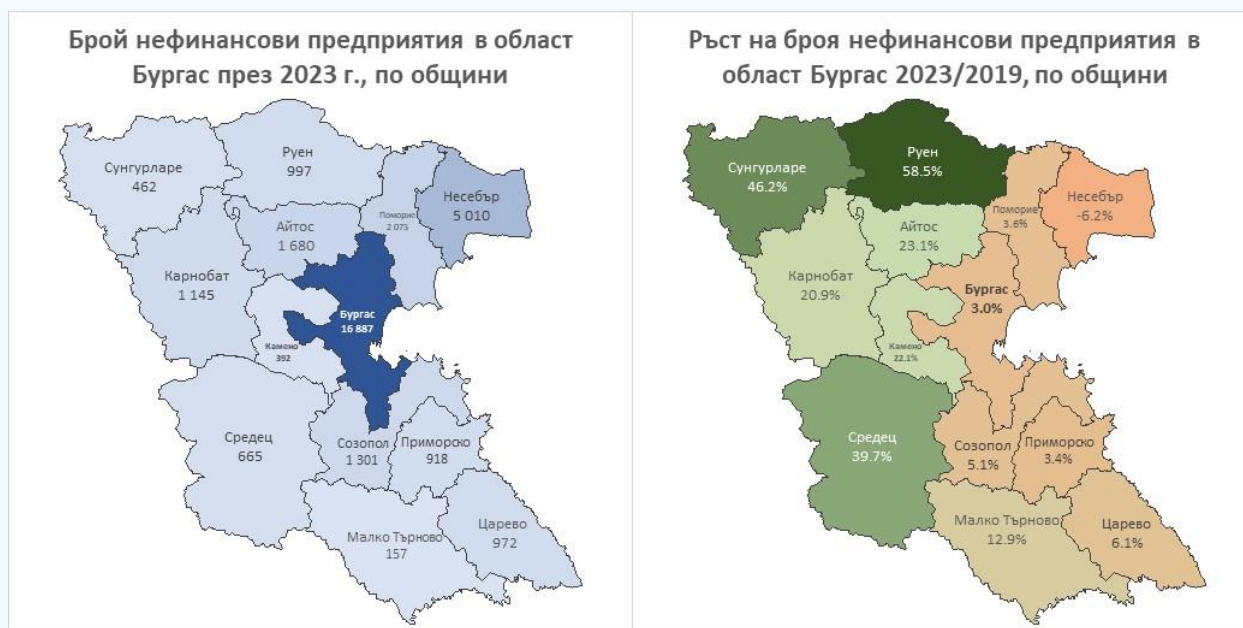 Брой нефинансови предприятия в област
Бургас през 2023 г., по общини
Сунгурларе
462
Руен
997
Несебър
5 010
Поморие
2 075
Айтос
1 680
Карнобат
1 145
Бургас
16 887
Камено
392
Средец
665
Созопол
1 301
Приморско
918
Малко Търново
157
Царево
972
Ръст на броя нефинансови предприятия в
област Бургас 2023/2019, по общини
Сунгурларе
46.2%
Руен
58.5%
Несебър
-6.2%
Поморие
3.6%
Айтос
23.1%
Карнобат
20.9%
Бургас
3.0%
Камено
22.1%
Средец
39.7%
Созопол
5.1%
Приморско
3.4%
Малко Търново
12.9%
Царево
6.1%